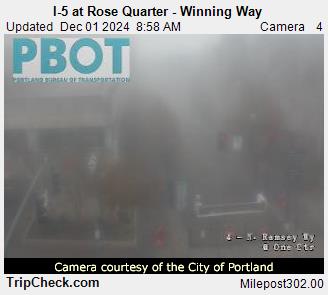 I-5 at Rose Quarter - Winning Way
Updated Dec 01 2024 8:58 AM Camera 4
PBOT
PORTLAND BUREAU OF TRANSPORTATION
4 - N. Ramsey Wy
@ One Ctr
Camera courtesy of the City of Portland
TripCheck.com Milepost302.00